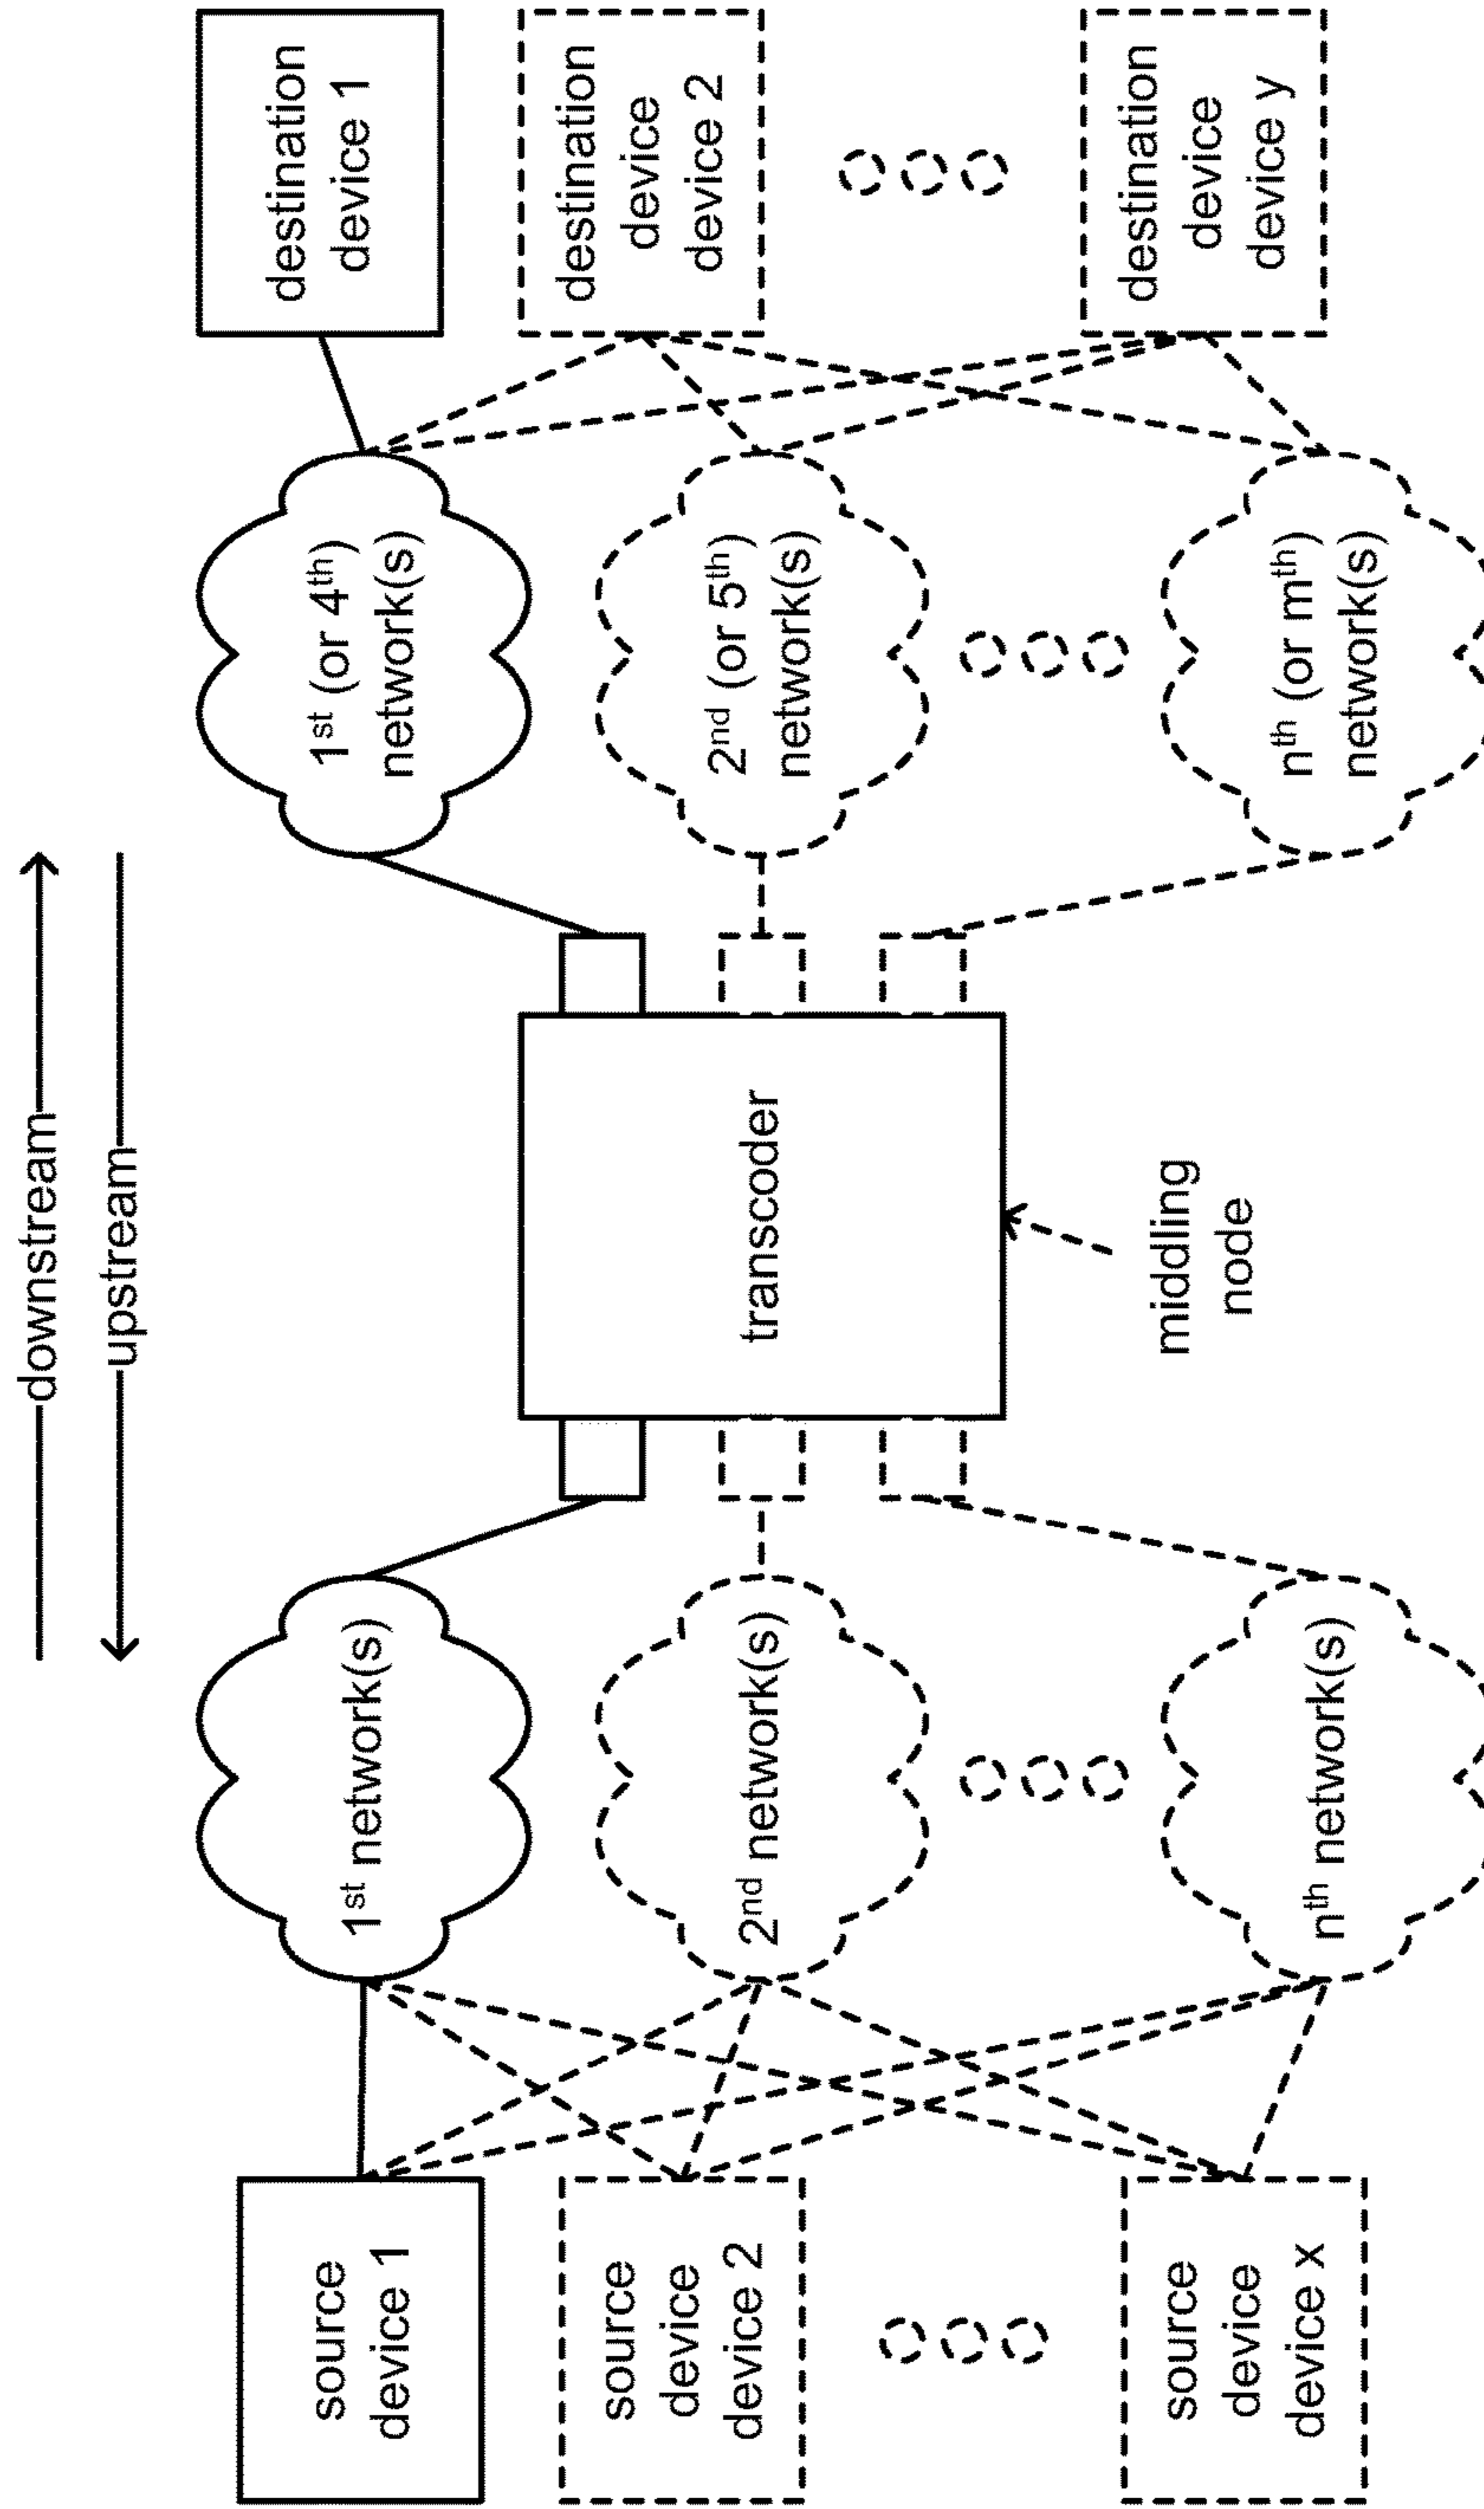 downstream
upstream
source
device 1
source
device
device 2
source
device
device x
1st network(s)
2nd network(s)
nth network(s)
transcoder
middling
node
1st (or 4th)
network(s)
2nd (or 5th)
network(s)
nth (or mth)
network(s)
destination
device 1
destination
device
device 2
destination
device
device y